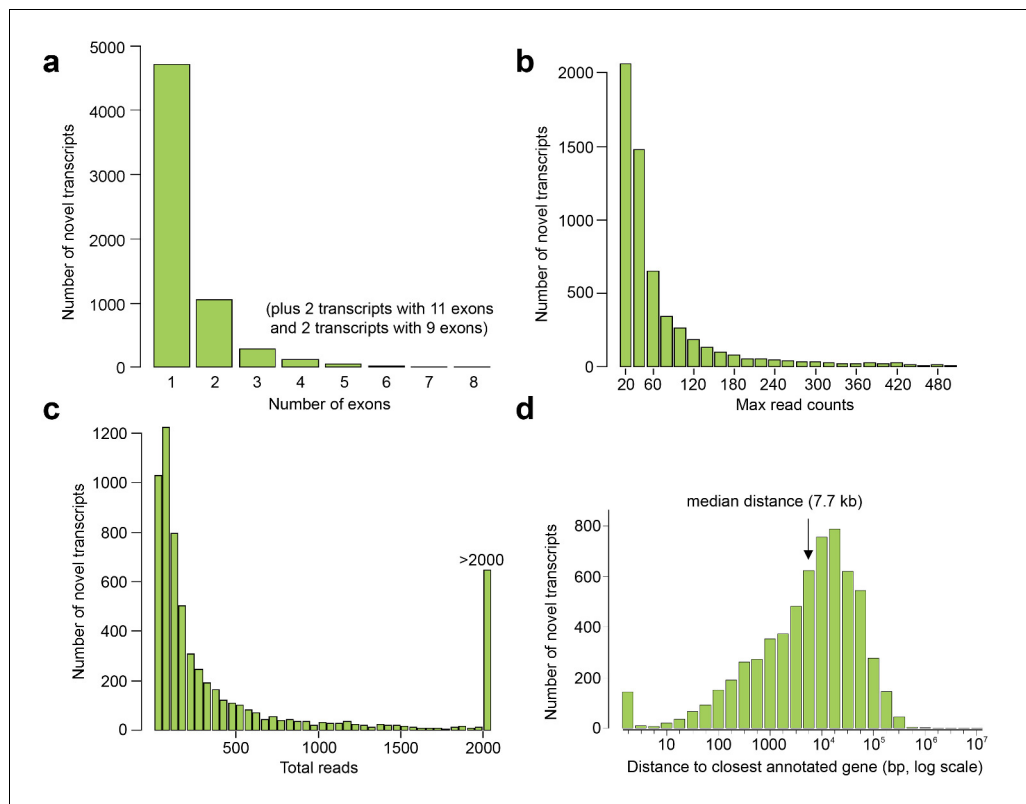 a
Number of novel transcripts
5000
4000
3000
2000
1000
0
(plus 2 transcripts with 11 exons
and 2 transcripts with 9 exons)
1 2 3 4 5 6 7 8
Number of exons
b
Number of novel transcripts
2000
1500
1000
500
0
20 60 120 180 240 300 360 420 480
Max read counts
c
Number of novel transcripts
1200
1000
800
600
400
200
0
>2000
500 1000 1500 2000
Total reads
d
median distance (7.7 kb)
Number of novel transcripts
800
600
400
200
0
10 100 1000 10⁴ 10⁵ 10⁶ 10⁷
Distance to closest annotated gene (bp, log scale)